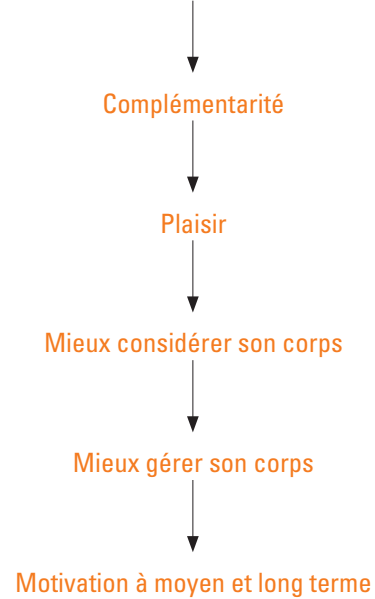 Complémentarité
Plaisir
Mieux considérer son corps
Mieux gérer son corps
Motivation à moyen et long terme